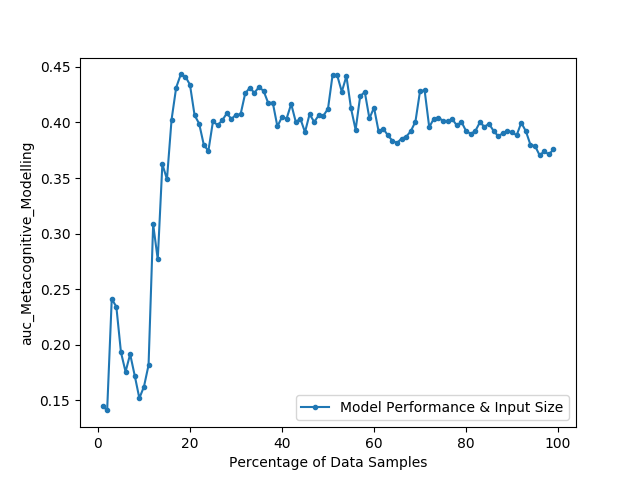 0.45
0.40
0.35
0.30
0.25
0.20
0.15
auc_Metacognitive_Modelling
Model Performance & Input Size
0 20 40 60 80 100
Percentage of Data Samples